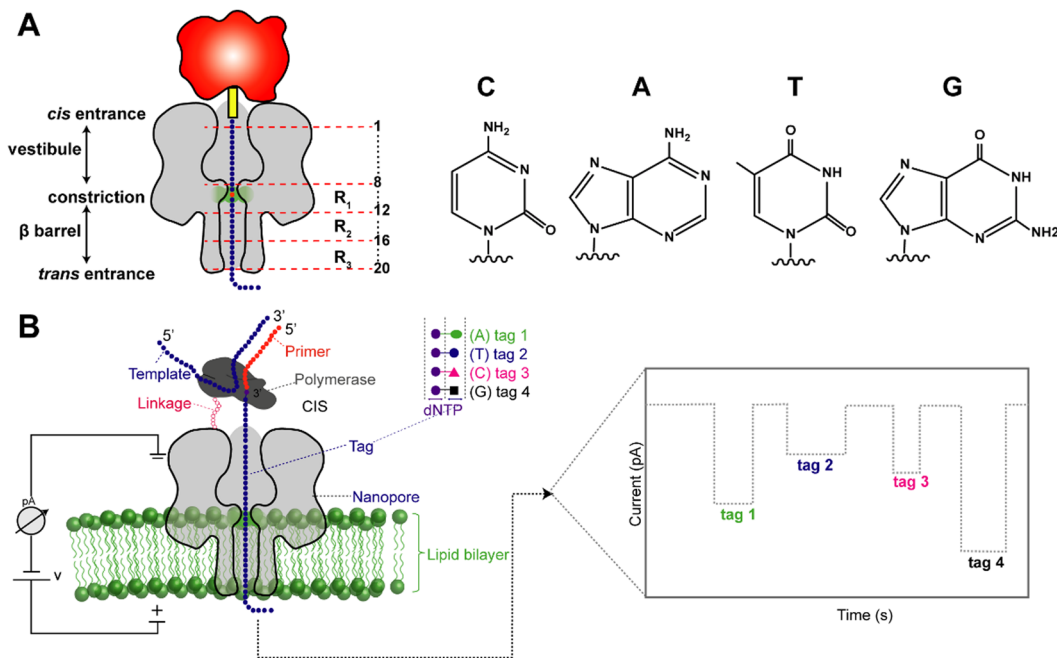 A
cis entrance
vestibule
constriction
β barrel
trans entrance
1
8
R1
12
R2
16
R3
20
C
A
T
G
NH2
N
N
O
NH2
N
N
N
N
O
NH
N
O
O
N
NH
N
N
NH2
B
3'
5'
5'
Primer
Template
Polymerase
3'
CIS
Linkage
(A) tag 1
(T) tag 2
(C) tag 3
(G) tag 4
dNTP
Tag
Nanopore
pA
Lipid bilayer
V
+
Current (pA)
tag 1
tag 2
tag 3
tag 4
Time (s)